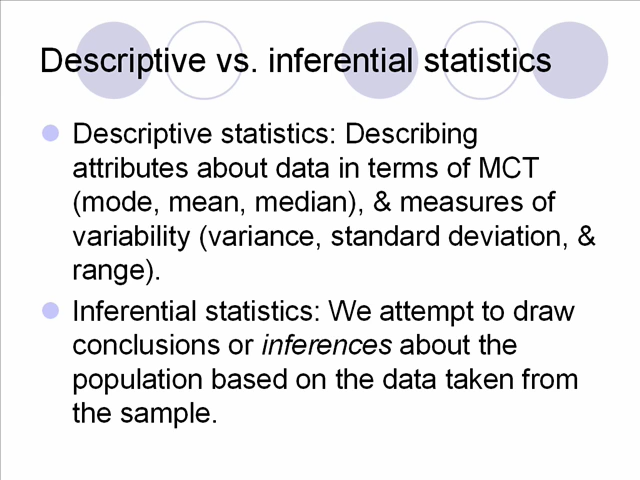 Descriptive vs. inferential statistics
Descriptive statistics: Describing
attributes about data in terms of MCT
(mode, mean, median), & measures of
variability (variance, standard deviation, &
range).
Inferential statistics: We attempt to draw
conclusions or inferences about the
population based on the data taken from
the sample.